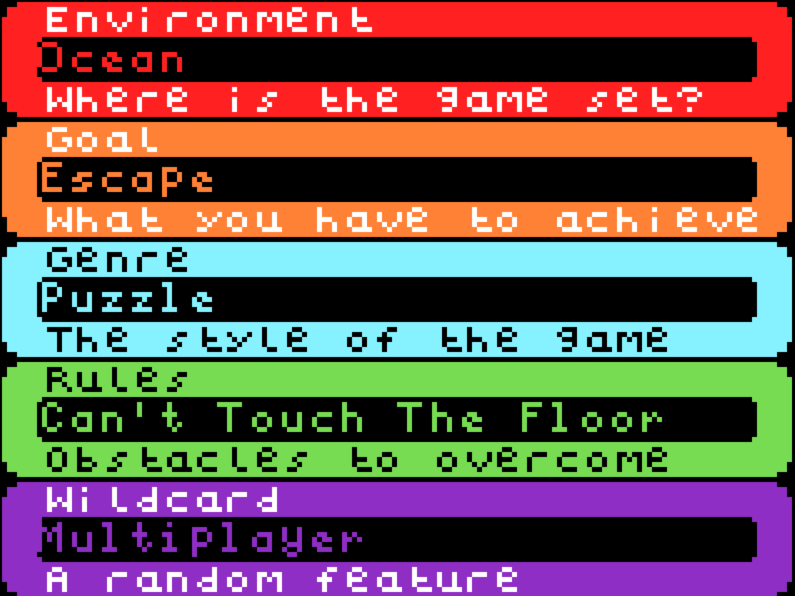 Environment
Ocean
Where is the game set?
Goal
Escape
What you have to achieve
Genre
Puzzle
The style of the game
Rules
Can't Touch The Floor
Obstacles to overcome
Wildcard
Multiplayer
A random feature